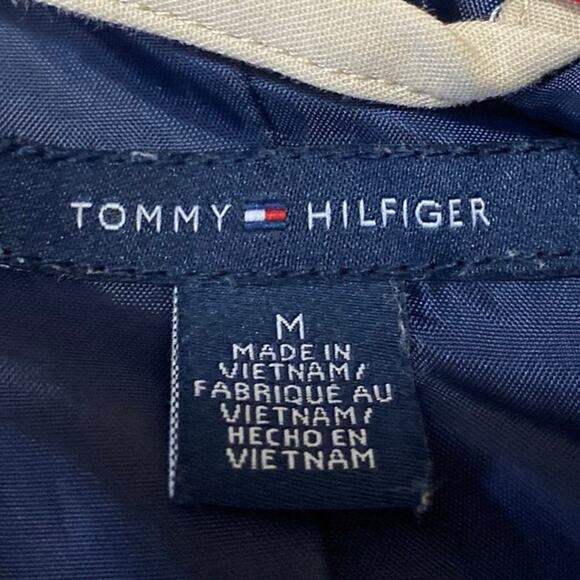 TOMMY HILFIGER
M
MADE IN
VIETNAM/
FABRIQUÉ AU
VIETNAM/
HECHO EN
VIETNAM